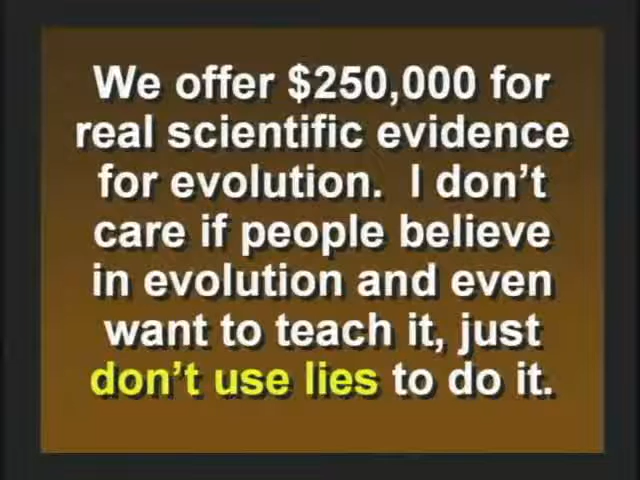 We offer $250,000 for
real scientific evidence
for evolution.  I don't
care if people believe
in evolution and even
want to teach it, just
don't use lies to do it.